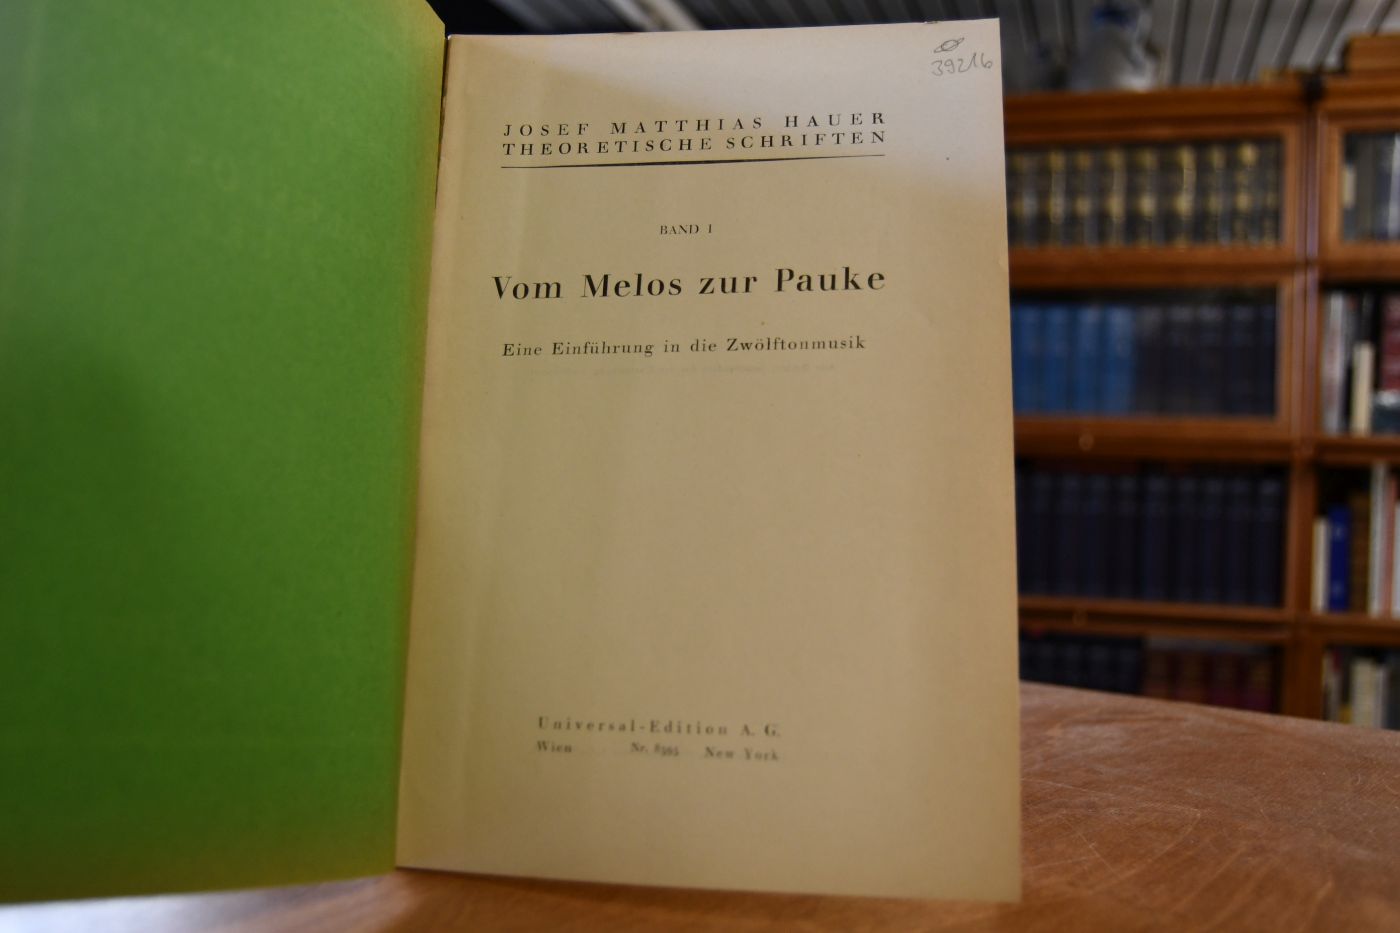 39216
JOSEF MATTHIAS HAUER
THEORETISCHE SCHRIFTEN
BAND I
Vom Melos zur Pauke
Eine Einführung in die Zwölftonmusik
Universal-Edition A. G.
Wien Nr. 8395 New York